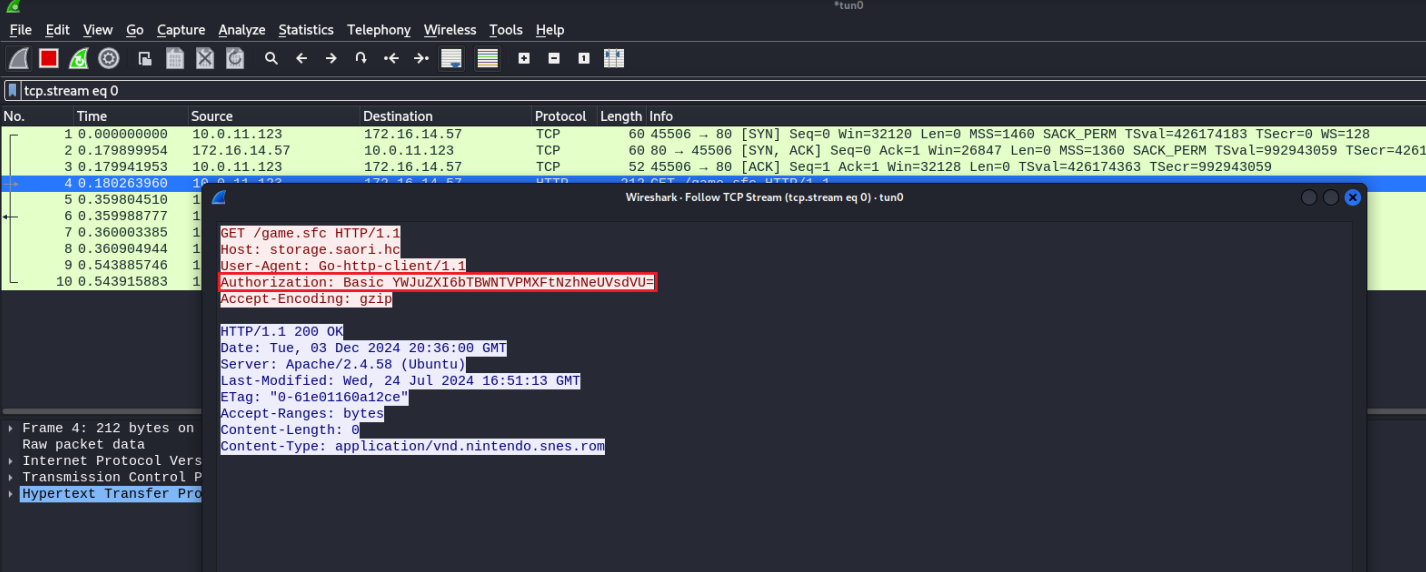 *tun0
File Edit View Go Capture Analyze Statistics Telephony Wireless Tools Help
tcp.stream eq 0
No. Time Source Destination Protocol Length Info
1 0.000000000 10.0.11.123 172.16.14.57 TCP 60 45506 → 80 [SYN] Seq=0 Win=32120 Len=0 MSS=1460 SACK_PERM TSval=426174183 TSecr=0 WS=128
2 0.179899954 172.16.14.57 10.0.11.123 TCP 60 80 → 45506 [SYN, ACK] Seq=0 Ack=1 Win=26847 Len=0 MSS=1360 SACK_PERM TSval=992943059 TSecr=4261
3 0.179941953 10.0.11.123 172.16.14.57 TCP 52 45506 → 80 [ACK] Seq=1 Ack=1 Win=32128 Len=0 TSval=426174363 TSecr=992943059
4 0.180263960 10.0.11.123 172.16.14.57 HTTP 212 GET /game.sfc HTTP/1.1
5 0.359804510 1
6 0.359988777 1
7 0.360003385 1
8 0.360904944 1
9 0.543885746 1
10 0.543915883 1
Wireshark · Follow TCP Stream (tcp.stream eq 0) · tun0
GET /game.sfc HTTP/1.1
Host: storage.saori.hc
User-Agent: Go-http-client/1.1
Authorization: Basic YWJuZXI6bTBWNTVPMXFtNzhNeUVsdVU=
Accept-Encoding: gzip
HTTP/1.1 200 OK
Date: Tue, 03 Dec 2024 20:36:00 GMT
Server: Apache/2.4.58 (Ubuntu)
Last-Modified: Wed, 24 Jul 2024 16:51:13 GMT
ETag: "0-61e01160a12ce"
Accept-Ranges: bytes
Content-Length: 0
Content-Type: application/vnd.nintendo.snes.rom
Frame 4: 212 bytes on
Raw packet data
Internet Protocol Vers
Transmission Control P
Hypertext Transfer Pro